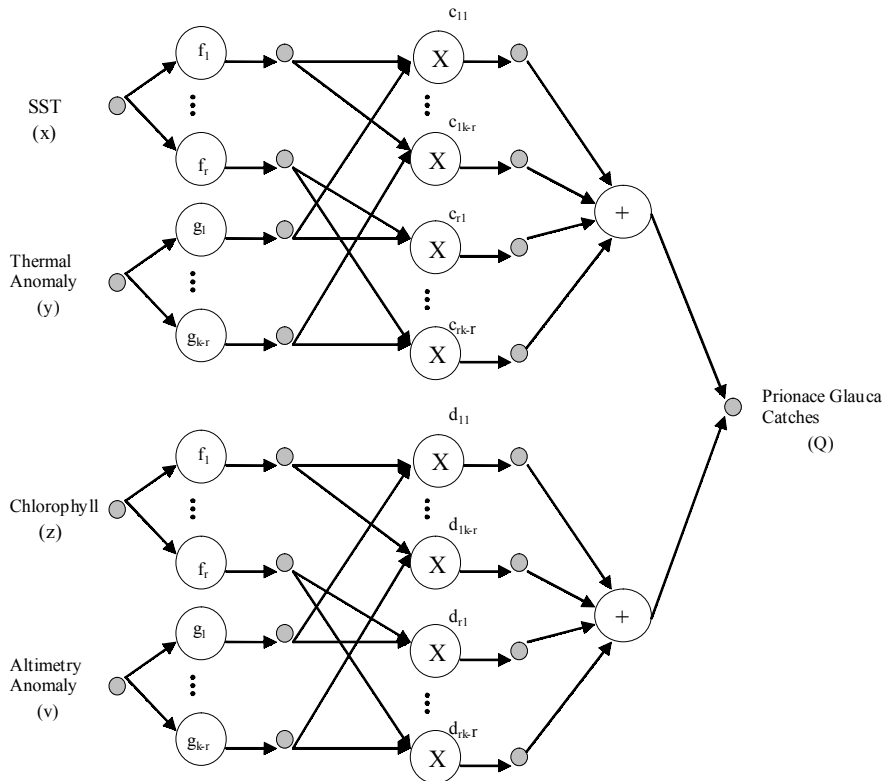 c11
f1
X
SST
(x)
c1k-r
fr
X
cr1
g1
X
+
Thermal
Anomaly
(y)
crk-r
gk-r
X
Prionace Glauca
Catches
(Q)
d11
f1
X
Chlorophyll
(z)
d1k-r
fr
X
dr1
g1
X
+
Altimetry
Anomaly
(v)
drk-r
gk-r
X